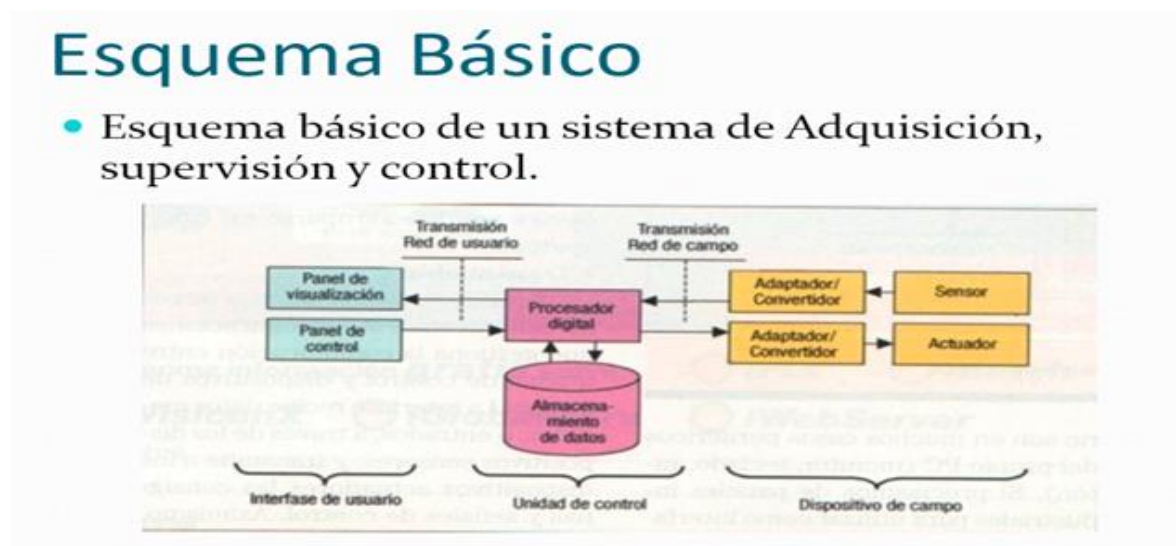 Esquema Básico
• Esquema básico de un sistema de Adquisición,
supervisión y control.
Transmisión
Red de usuario
Transmisión
Red de campo
Panel de
visualización
Procesador
digital
Adaptador/
Convertidor
Sensor
Panel de
control
Adaptador/
Convertidor
Actuador
Almacena-
miento
de datos
Interfase de usuario
Unidad de control
Dispositivo de campo